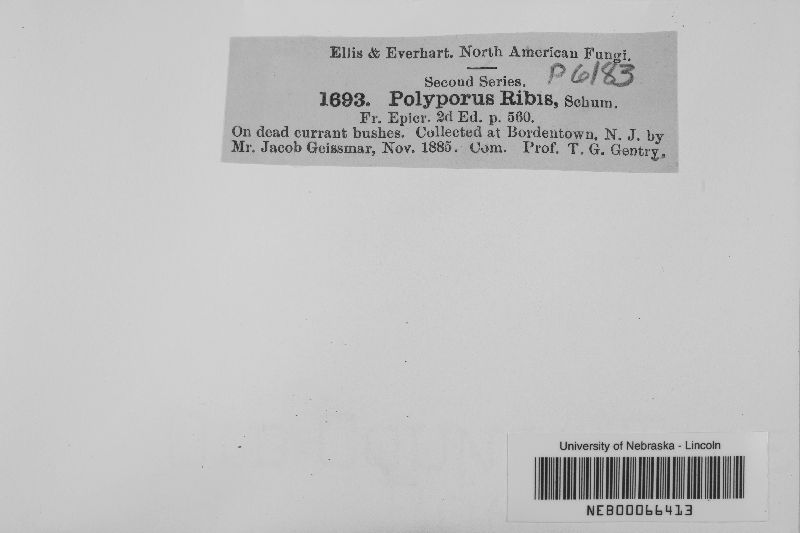 Ellis & Everhart. North American Fungi.
Second Series.
P6183
1693. Polyporus Ribis, Schum.
Fr. Epicr. 2d Ed. p. 560.
On dead currant bushes. Collected at Bordentown, N. J. by
Mr. Jacob Geissmar, Nov. 1885. Com. Prof. T. G. Gentry.
University of Nebraska - Lincoln
NEB00066413